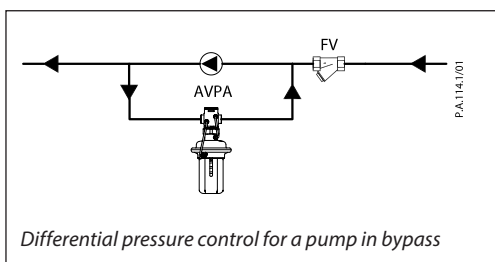 FV
AVPA
P.A.114.1/01
Differential pressure control for a pump in bypass